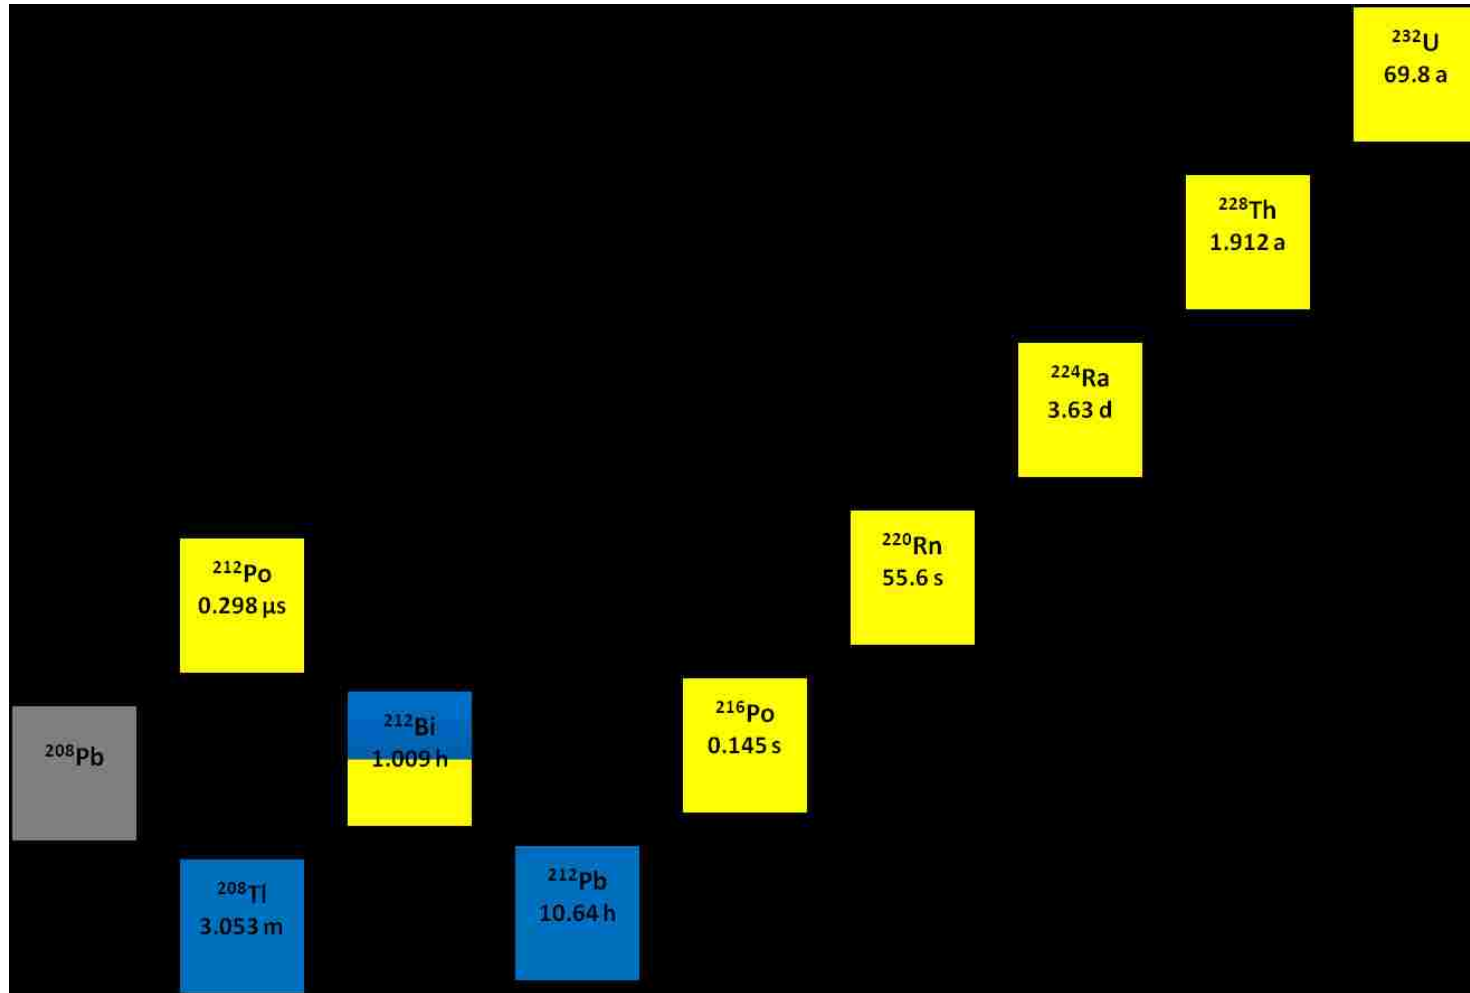 ²³²U
69.8 a
²²⁸Th
1.912 a
²²⁴Ra
3.63 d
²²⁰Rn
55.6 s
²¹²Po
0.298 µs
²¹⁶Po
0.145 s
²¹²Bi
1.009 h
²⁰⁸Pb
²¹²Pb
10.64 h
²⁰⁸Tl
3.053 m